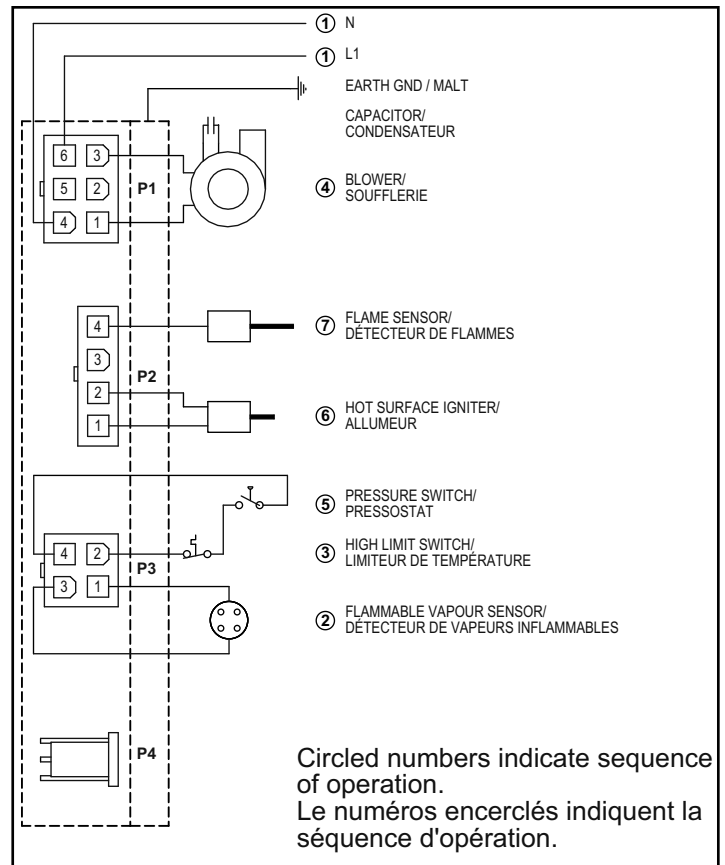 ① N
① L1
EARTH GND / MALT
CAPACITOR/
CONDENSATEUR
④ BLOWER/
SOUFFLERIE
6 3
5 2
4 1
P1
⑦ FLAME SENSOR/
DÉTECTEUR DE FLAMMES
4
3
2
1
P2
⑥ HOT SURFACE IGNITER/
ALLUMEUR
⑤ PRESSURE SWITCH/
PRESSOSTAT
③ HIGH LIMIT SWITCH/
LIMITEUR DE TEMPÉRATURE
4 2
3 1
P3
② FLAMMABLE VAPOUR SENSOR/
DÉTECTEUR DE VAPEURS INFLAMMABLES
P4
Circled numbers indicate sequence
of operation.
Le numéros encerclés indiquent la
séquence d'opération.